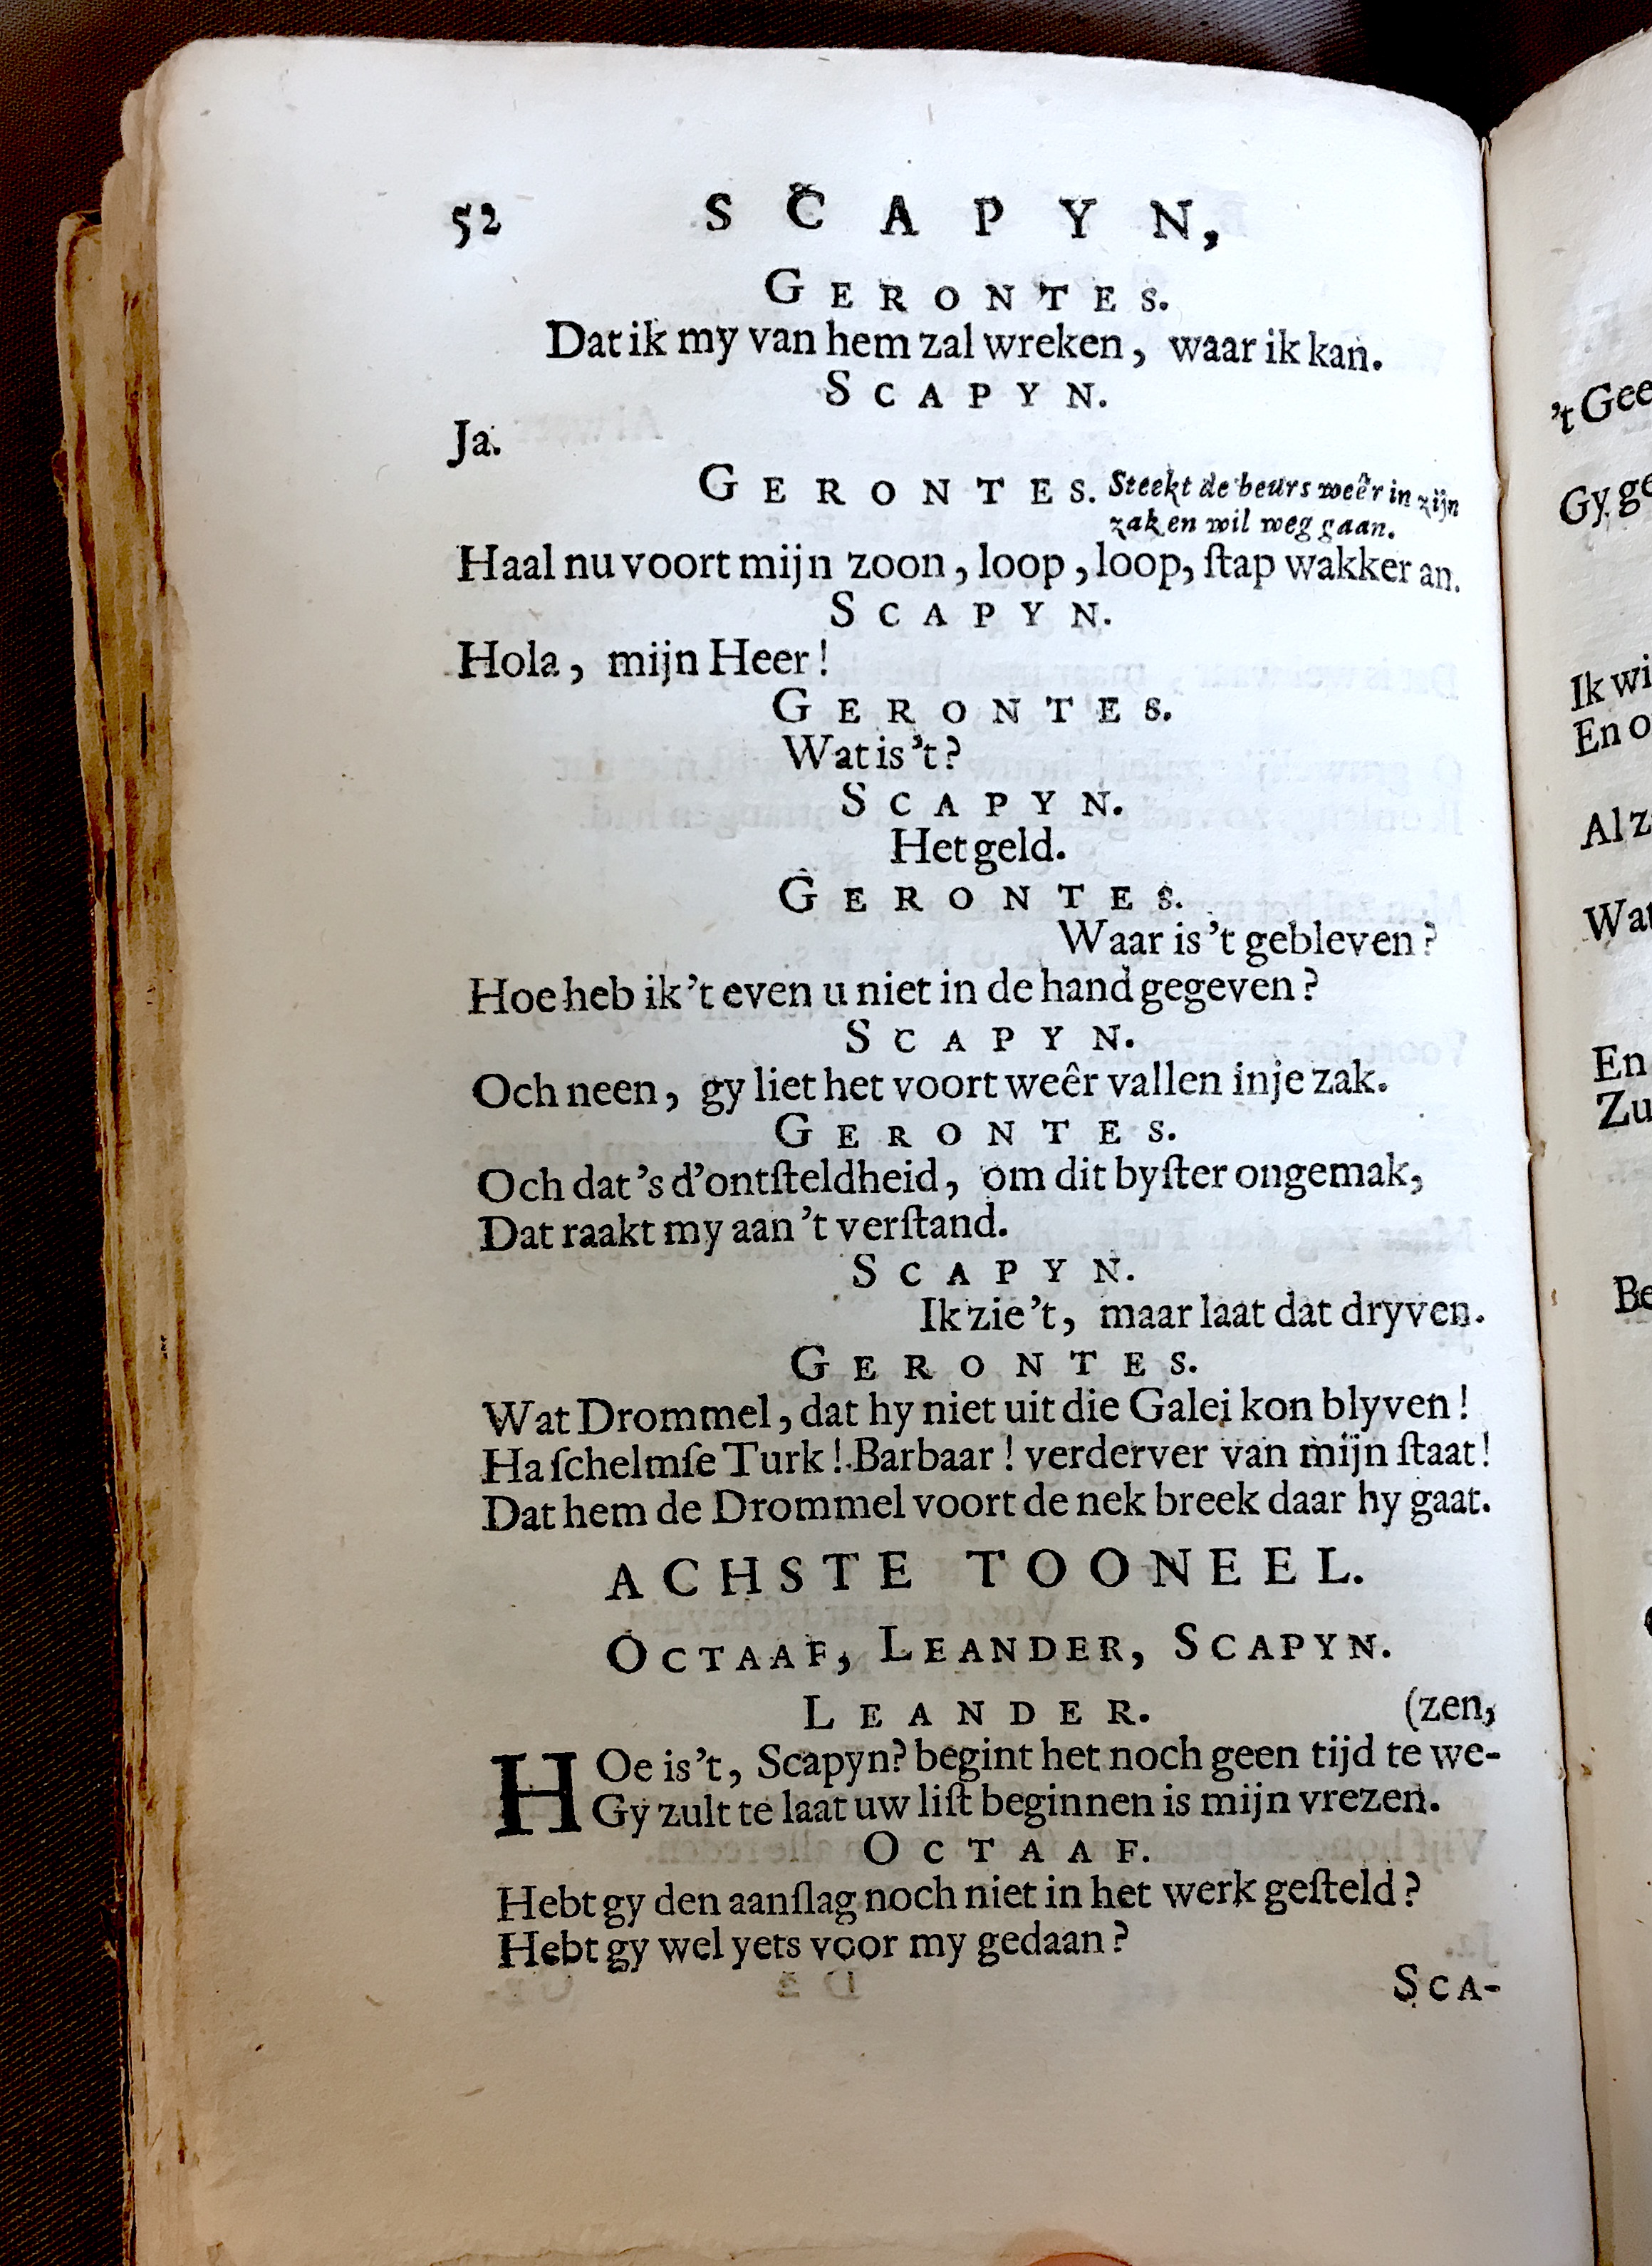 52 SCAPYN,
GERONTES.
Dat ik my van hem zal wreken, waar ik kan.
SCAPYN.
Ja.
GERONTES. Steekt de beurs weêr in zijn
zak en wil weg gaan.
Haal nu voort mijn zoon, loop, loop, ſtap wakker an.
SCAPYN.
Hola, mijn Heer!
GERONTES.
Wat is 't?
SCAPYN.
Het geld.
GERONTES.
Waar is 't gebleven?
Hoe heb ik 't even u niet in de hand gegeven?
SCAPYN.
Och neen, gy liet het voort weêr vallen in je zak.
GERONTES.
Och dat 's d'ontſteldheid, om dit byſter ongemak,
Dat raakt my aan 't verſtand.
SCAPYN.
Ik zie 't, maar laat dat dryven.
GERONTES.
Wat Drommel, dat hy niet uit die Galei kon blyven!
Ha ſchelmſe Turk! Barbaar! verderver van mijn ſtaat!
Dat hem de Drommel voort de nek breek daar hy gaat.
ACHSTE TOONEEL.
OCTAAF, LEANDER, SCAPYN.
LEANDER. (zen,
HOe is 't, Scapyn? begint het noch geen tijd te we-
Gy zult te laat uw liſt beginnen is mijn vrezen.
OCTAAF.
Hebt gy den aanſlag noch niet in het werk geſteld?
Hebt gy wel yets voor my gedaan?
SCA-
't Gee
Gy ge
Ik wi
En o
Al z
Wat
En
Zu
Be